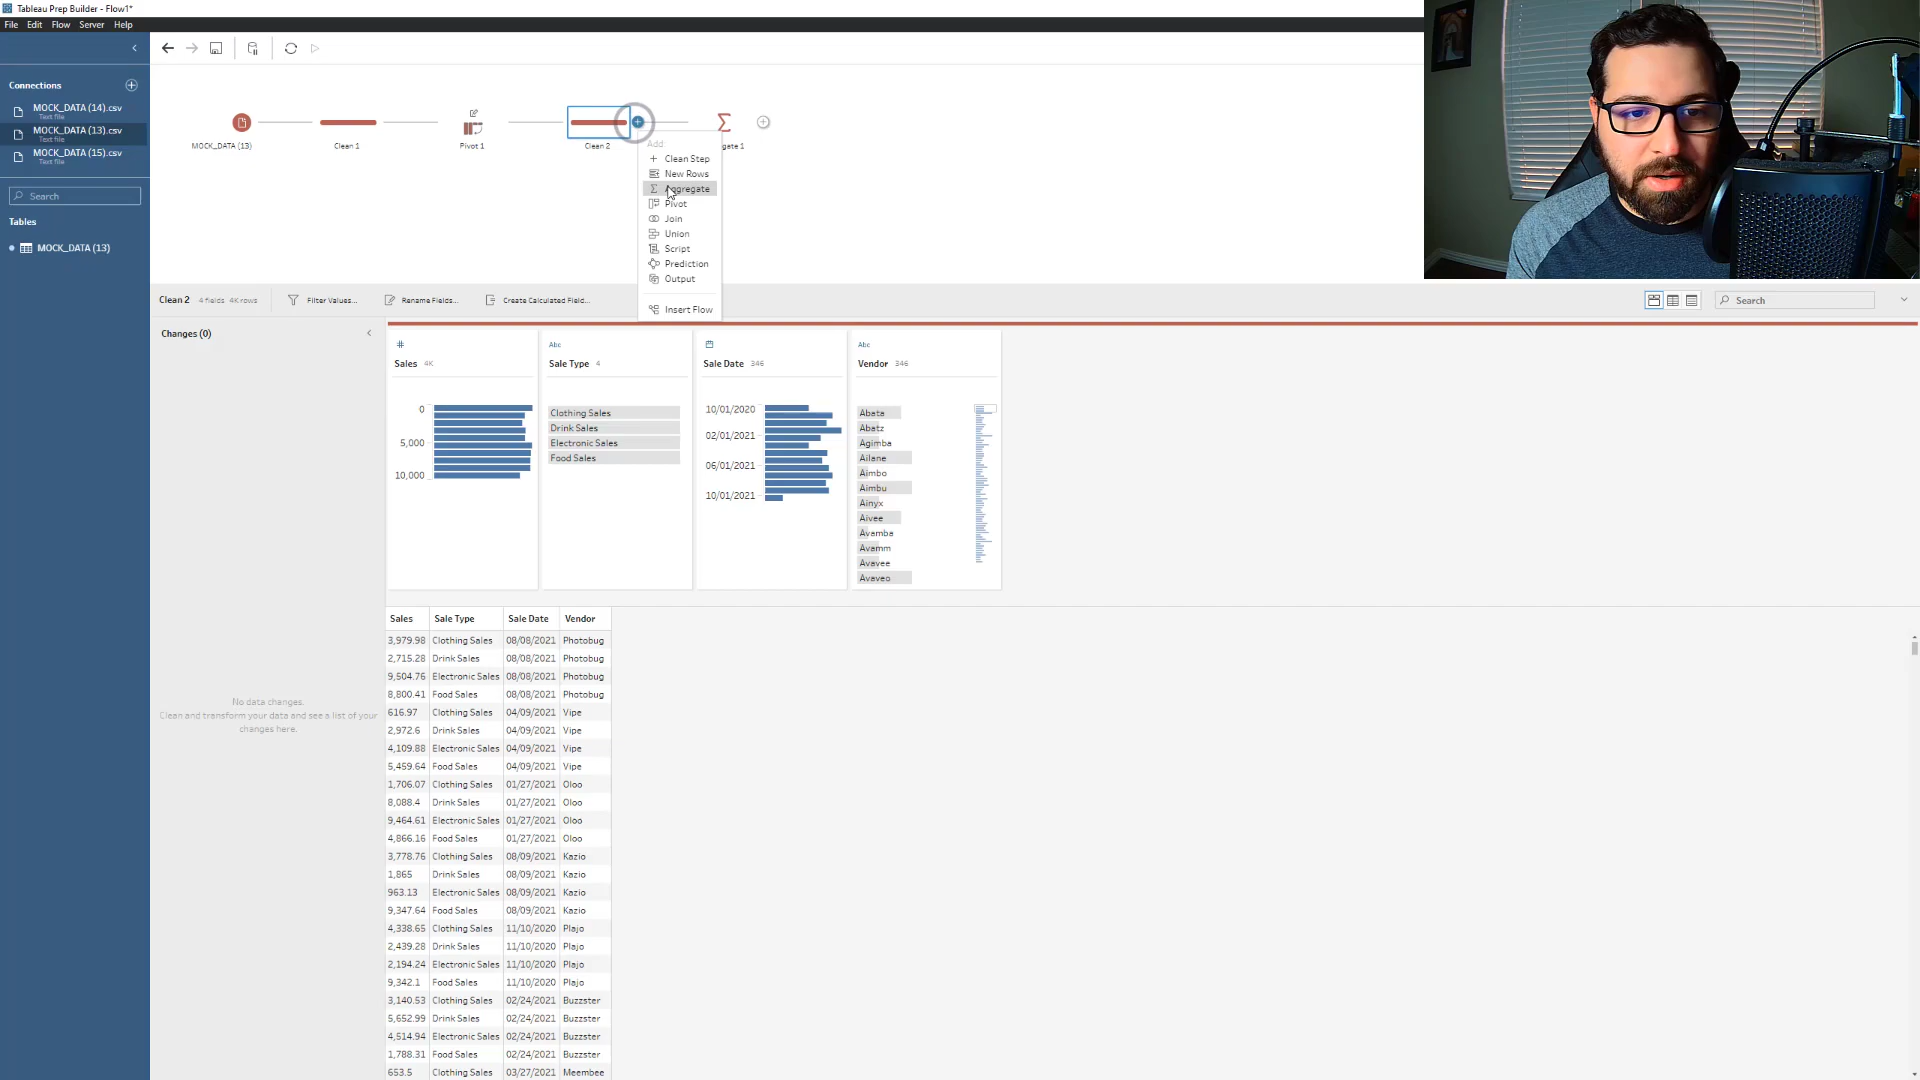 Tableau Prep Builder - Flow1*
File Edit Flow Server Help
Connections
MOCK_DATA (14).csv
Text file
MOCK_DATA (13).csv
Text file
MOCK_DATA (15).csv
Text file
Search
Tables
MOCK_DATA (13)
MOCK_DATA (13) Clean 1 Pivot 1 Clean 2 gate 1
Add
Clean Step
New Rows
Aggregate
Pivot
Join
Union
Script
Prediction
Output
Insert Flow
Clean 2 4 fields 4K rows Filter Values... Rename Fields... Create Calculated Field... Search
Changes (0)
No data changes.
Clean and transform your data and see a list of your
changes here.
#
Sales 4K
0
5,000
10,000
Abc
Sale Type 4
Clothing Sales
Drink Sales
Electronic Sales
Food Sales
Sale Date 346
10/01/2020
02/01/2021
06/01/2021
10/01/2021
Abc
Vendor 346
Abata
Abatz
Agimba
Ailane
Aimbo
Aimbu
Ainyx
Aivee
Avamba
Avamm
Avavee
Avaveo
Sales Sale Type Sale Date Vendor
3,979.98 Clothing Sales 08/08/2021 Photobug
2,715.28 Drink Sales 08/08/2021 Photobug
9,504.76 Electronic Sales 08/08/2021 Photobug
8,800.41 Food Sales 08/08/2021 Photobug
616.97 Clothing Sales 04/09/2021 Vipe
2,972.6 Drink Sales 04/09/2021 Vipe
4,109.88 Electronic Sales 04/09/2021 Vipe
5,459.64 Food Sales 04/09/2021 Vipe
1,706.07 Clothing Sales 01/27/2021 Oloo
8,088.4 Drink Sales 01/27/2021 Oloo
9,464.61 Electronic Sales 01/27/2021 Oloo
4,866.16 Food Sales 01/27/2021 Oloo
3,778.76 Clothing Sales 08/09/2021 Kazio
1,865 Drink Sales 08/09/2021 Kazio
963.13 Electronic Sales 08/09/2021 Kazio
9,347.64 Food Sales 08/09/2021 Kazio
4,338.65 Clothing Sales 11/10/2020 Plajo
2,439.28 Drink Sales 11/10/2020 Plajo
2,194.24 Electronic Sales 11/10/2020 Plajo
9,342.1 Food Sales 11/10/2020 Plajo
3,140.53 Clothing Sales 02/24/2021 Buzzster
5,652.99 Drink Sales 02/24/2021 Buzzster
4,514.94 Electronic Sales 02/24/2021 Buzzster
1,788.31 Food Sales 02/24/2021 Buzzster
653.5 Clothing Sales 03/27/2021 Meembee